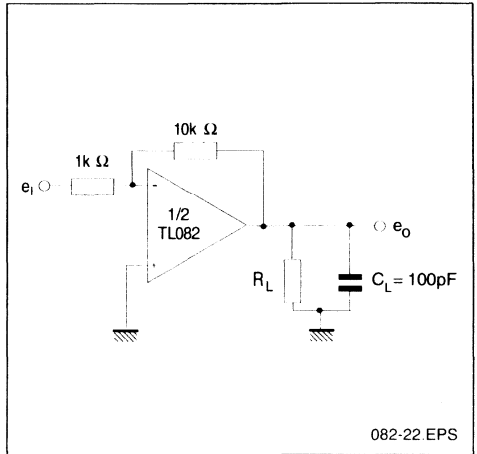 10k Ω
1k Ω
eI
-
1/2
TL082
+
eO
RL
CL = 100pF
082-22.EPS